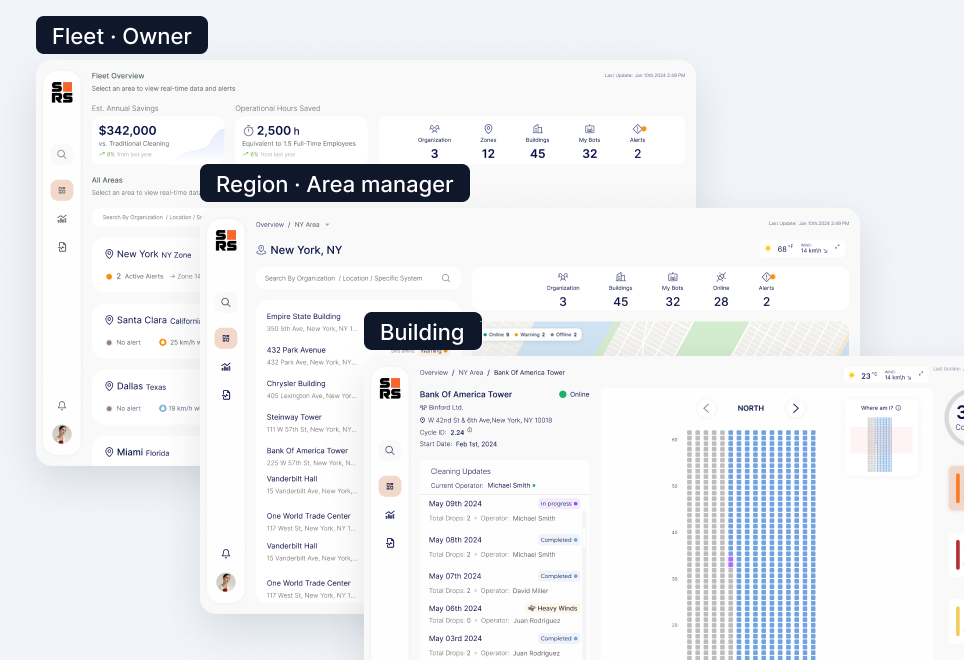 Fleet · Owner
S RS
Fleet Overview
Select an area to view real-time data and alerts
Last Update: Jan 10th.2024 2:49 PM
Est. Annual Savings
Operational Hours Saved
$342,000
vs. Traditional Cleaning
8% from last year
2,500 h
Equivalent to 1.5 Full-Time Employees
6% from last year
Organization
Zones
Buildings
My Bots
Alerts
3
12
45
32
2
All Areas
Select an area to view real-time data
Search By Organization / Location /
New York NY Zone
2 Active Alerts → Zone 14
Santa Clara California
No alert 25 km/h
Dallas Texas
No alert 19 km/h
Miami Florida
Region · Area manager
S RS
Overview / NY Area
Last Update: Jan 10th.2024 2:49 PM
New York, NY
68 °F WIND 14 km\h
Search By Organization / Location / Specific System
Organization
Buildings
My Bots
Online
Alerts
3
45
32
28
2
Online 9 Warning 2 Offline 2
Empire State Building
350 5th Ave, New York, NY 1...
432 Park Avenue
432 Park Ave, New York, NY...
Warning
Chrysler Building
405 Lexington Ave, New Yor...
Steinway Tower
111 W 57th St, New York, N...
Bank Of America Tower
225 W 57th St, New York, N...
Vanderbilt Hall
15 Vanderbilt Ave, New York,...
One World Trade Center
117 West St, New York, NY 1...
Vanderbilt Hall
15 Vanderbilt Ave, New York,...
One World Trade Center
117 West St, New York, NY 1...
Building
S RS
Overview / NY Area / Bank Of America Tower
23 °C WIND 14 km\h
Last Update:
Bank Of America Tower
Online
Binford Ltd.
W 42nd St & 6th Ave,New York, NY 10018
Cycle ID: 2.24
Start Date: Feb 1st, 2024
Cleaning Updates
Current Operator: Michael Smith
May 09th 2024 In progress
Total Drops: 2 Operator: Michael Smith
May 08th 2024 Completed
Total Drops: 2 Operator: Michael Smith
May 07th 2024 Completed
Total Drops: 2 Operator: David Miller
May 06th 2024 Heavy Winds
Total Drops: 0 Operator: Juan Rodriguez
May 03rd 2024 Completed
Total Drops: 2 Operator: Juan Rodriguez
NORTH
60
50
40
30
20
Where am I?
3
Co